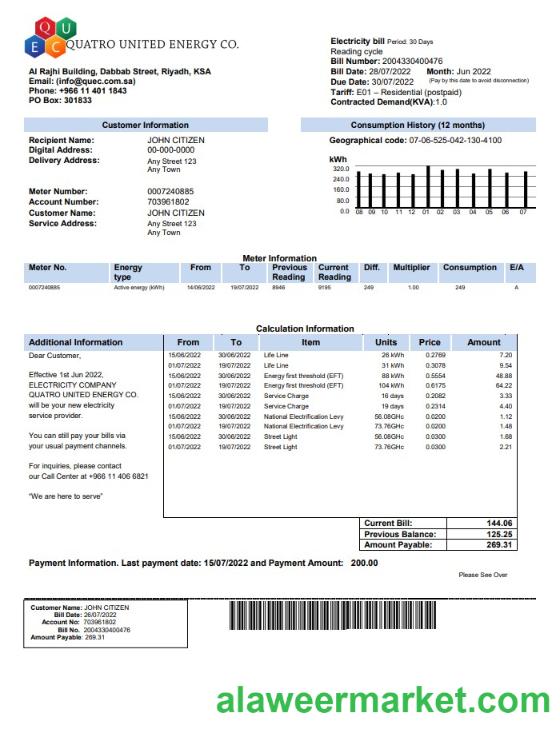 Q U
E C
QUATRO UNITED ENERGY CO.
Al Rajhi Building, Dabbab Street, Riyadh, KSA
Email: (info@quec.com.sa)
Phone: +966 11 401 1843
PO Box: 301833
Electricity bill Period: 30 Days
Reading cycle
Bill Number: 2004330400476
Bill Date: 28/07/2022 Month: Jun 2022
Due Date: 30/07/2022 (Pay by this date to avoid disconnection)
Tariff: E01 – Residential (postpaid)
Contracted Demand(KVA):1.0
Customer Information
Recipient Name: JOHN CITIZEN
Digital Address: 00-000-0000
Delivery Address: Any Street 123
Any Town
Meter Number: 0007240885
Account Number: 703961802
Customer Name: JOHN CITIZEN
Service Address: Any Street 123
Any Town
Consumption History (12 months)
Geographical code: 07-06-525-042-130-4100
kWh
320.0
240.0
160.0
80.0
0.0 08 09 10 11 12 01 02 03 04 05 06 07
Meter Information
Meter No. Energy type From To Previous Reading Current Reading Diff. Multiplier Consumption E/A
0007240885 Active energy (kWh) 14/06/2022 19/07/2022 8946 9195 249 1.00 249 A
Calculation Information
Additional Information From To Item Units Price Amount
Dear Customer,
Effective 1st Jun 2022,
ELECTRICITY COMPANY
QUATRO UNITED ENERGY CO.
will be your new electricity
service provider.
You can still pay your bills via
your usual payment channels.
For inquiries, please contact
our Call Center at +966 11 406 6821
“We are here to serve”
15/06/2022 30/06/2022 Life Line 26 kWh 0.2769 7.20
01/07/2022 19/07/2022 Life Line 31 kWh 0.3078 9.54
15/06/2022 30/06/2022 Energy first threshold (EFT) 88 kWh 0.5554 48.88
01/07/2022 19/07/2022 Energy first threshold (EFT) 104 kWh 0.6175 64.22
15/06/2022 30/06/2022 Service Charge 16 days 0.2082 3.33
01/07/2022 19/07/2022 Service Charge 19 days 0.2314 4.40
15/06/2022 30/06/2022 National Electrification Levy 56.08GHc 0.0200 1.12
01/07/2022 19/07/2022 National Electrification Levy 73.76GHc 0.0200 1.48
15/06/2022 30/06/2022 Street Light 56.08GHc 0.0300 1.68
01/07/2022 19/07/2022 Street Light 73.76GHc 0.0300 2.21
Current Bill: 144.06
Previous Balance: 125.25
Amount Payable: 269.31
Payment Information. Last payment date: 15/07/2022 and Payment Amount: 200.00
Please See Over
Customer Name: JOHN CITIZEN
Bill Date: 26/07/2022
Account No: 703961802
Bill No. 2004330400476
Amount Payable: 269.31
alaweermarket.com